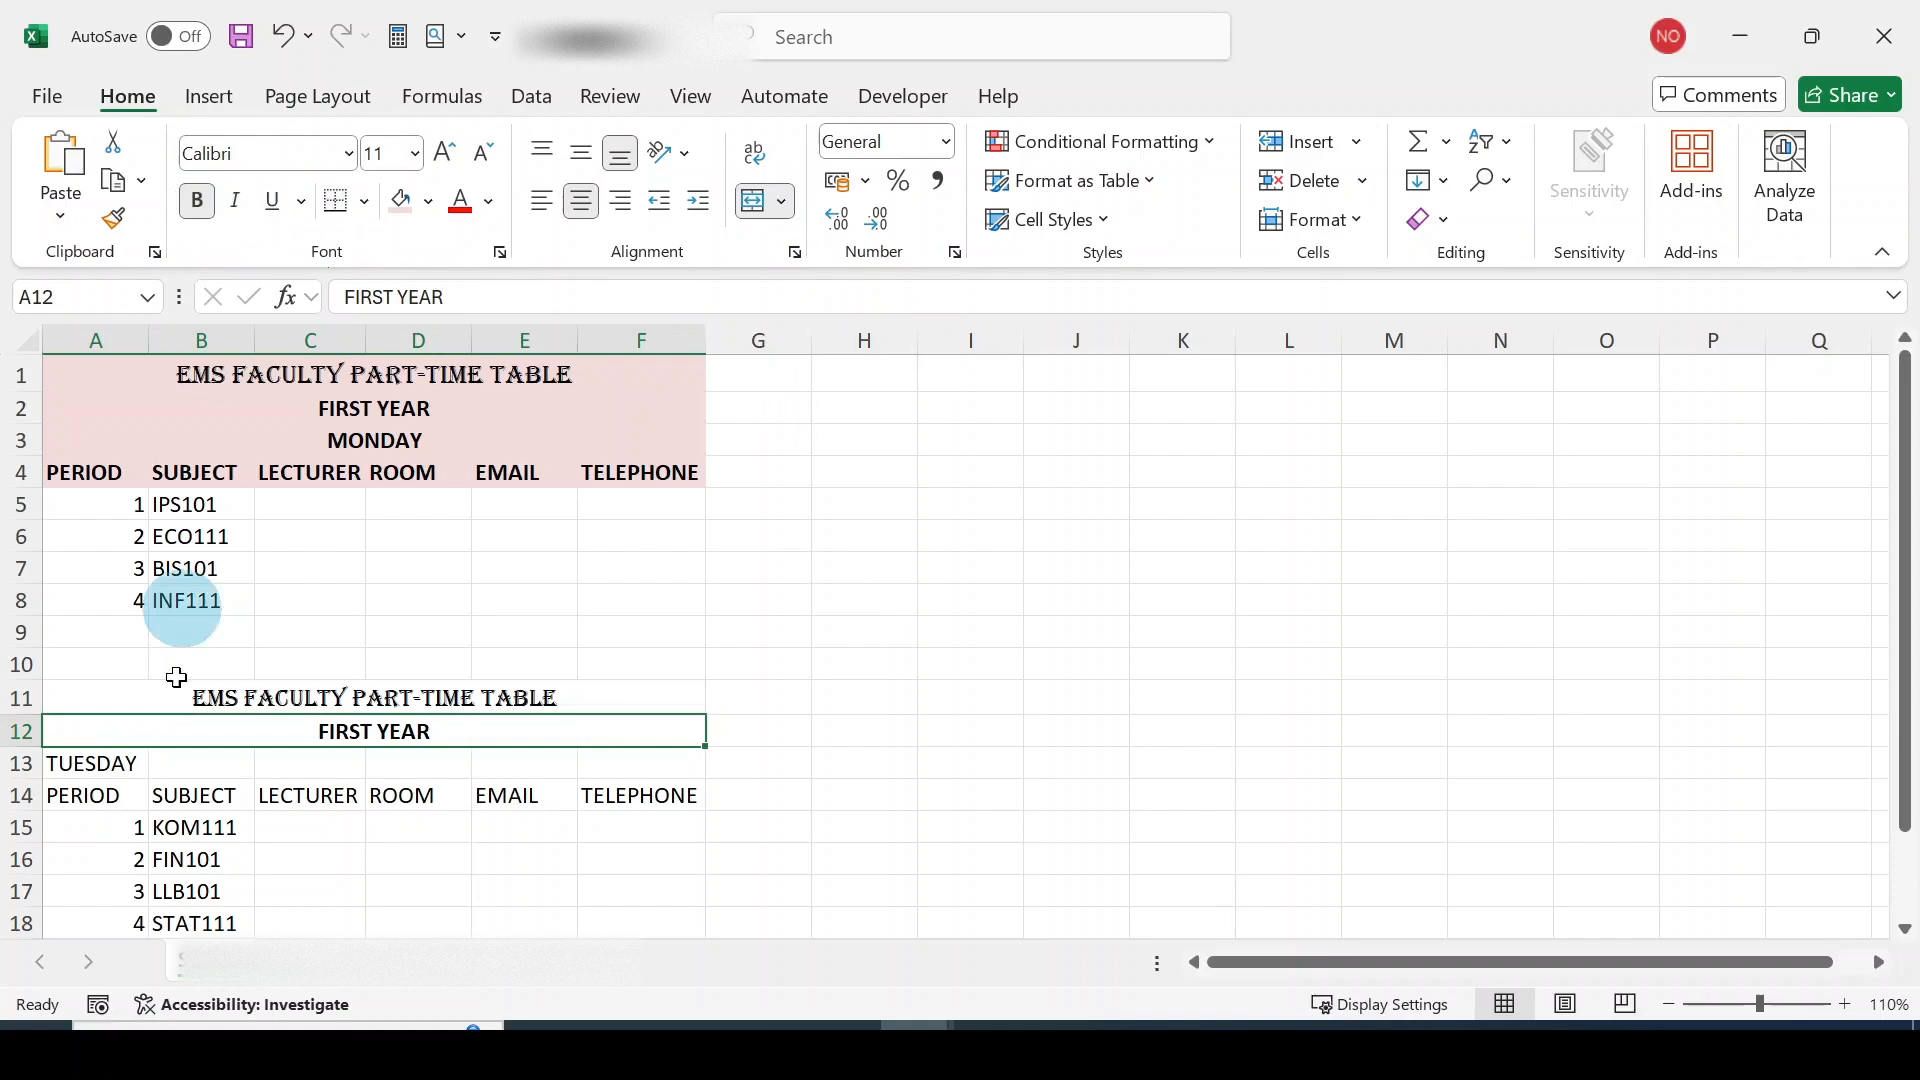 AutoSave Off Search NO
File Home Insert Page Layout Formulas Data Review View Automate Developer Help Comments Share
Calibri 11 General Conditional Formatting Insert
Paste Format as Table Delete Sensitivity Add-ins Analyze Data
B I U A Cell Styles Format
Clipboard Font Alignment Number Styles Cells Editing Sensitivity Add-ins
A12 fx FIRST YEAR
A B C D E F G H I J K L M N O P Q
1 EMS FACULTY PART-TIME TABLE
2 FIRST YEAR
3 MONDAY
4 PERIOD SUBJECT LECTURER ROOM EMAIL TELEPHONE
5 1 IPS101
6 2 ECO111
7 3 BIS101
8 4 INF111
9
10
11 EMS FACULTY PART-TIME TABLE
12 FIRST YEAR
13 TUESDAY
14 PERIOD SUBJECT LECTURER ROOM EMAIL TELEPHONE
15 1 KOM111
16 2 FIN101
17 3 LLB101
18 4 STAT111
Ready Accessibility: Investigate Display Settings 110%